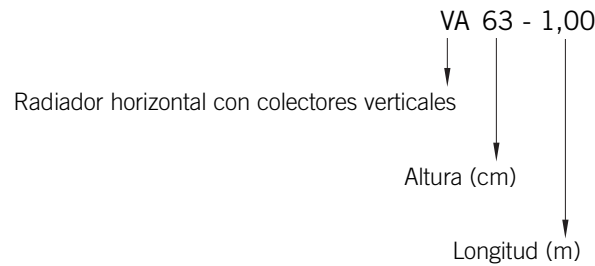 VA 63 - 1,00
Radiador horizontal con colectores verticales
Altura (cm)
Longitud (m)